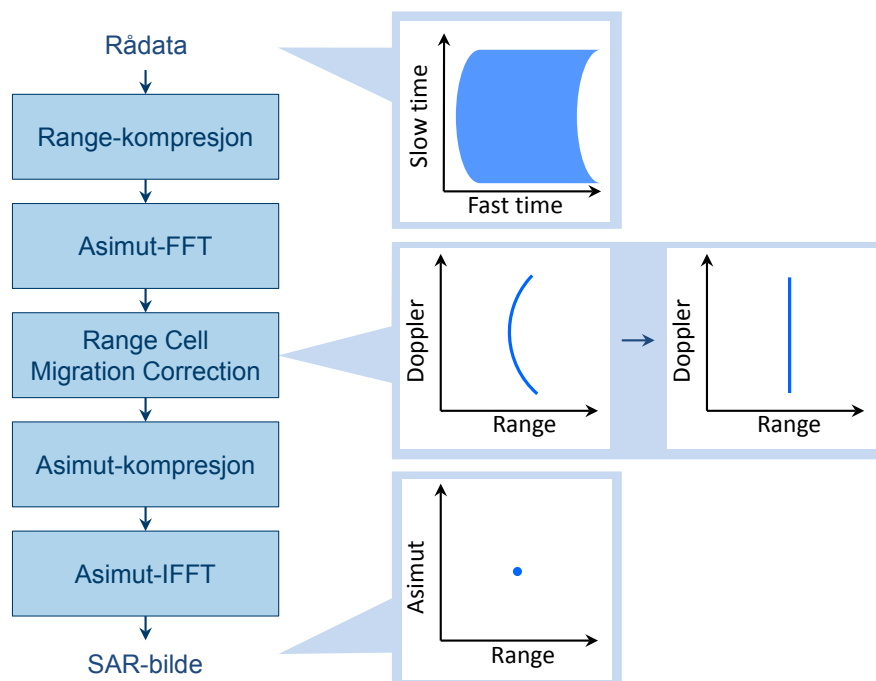 Rådata
Range-kompresjon
Asimut-FFT
Range Cell
Migration Correction
Asimut-kompresjon
Asimut-IFFT
SAR-bilde
Slow time
Fast time
Doppler
Range
Doppler
Range
Asimut
Range